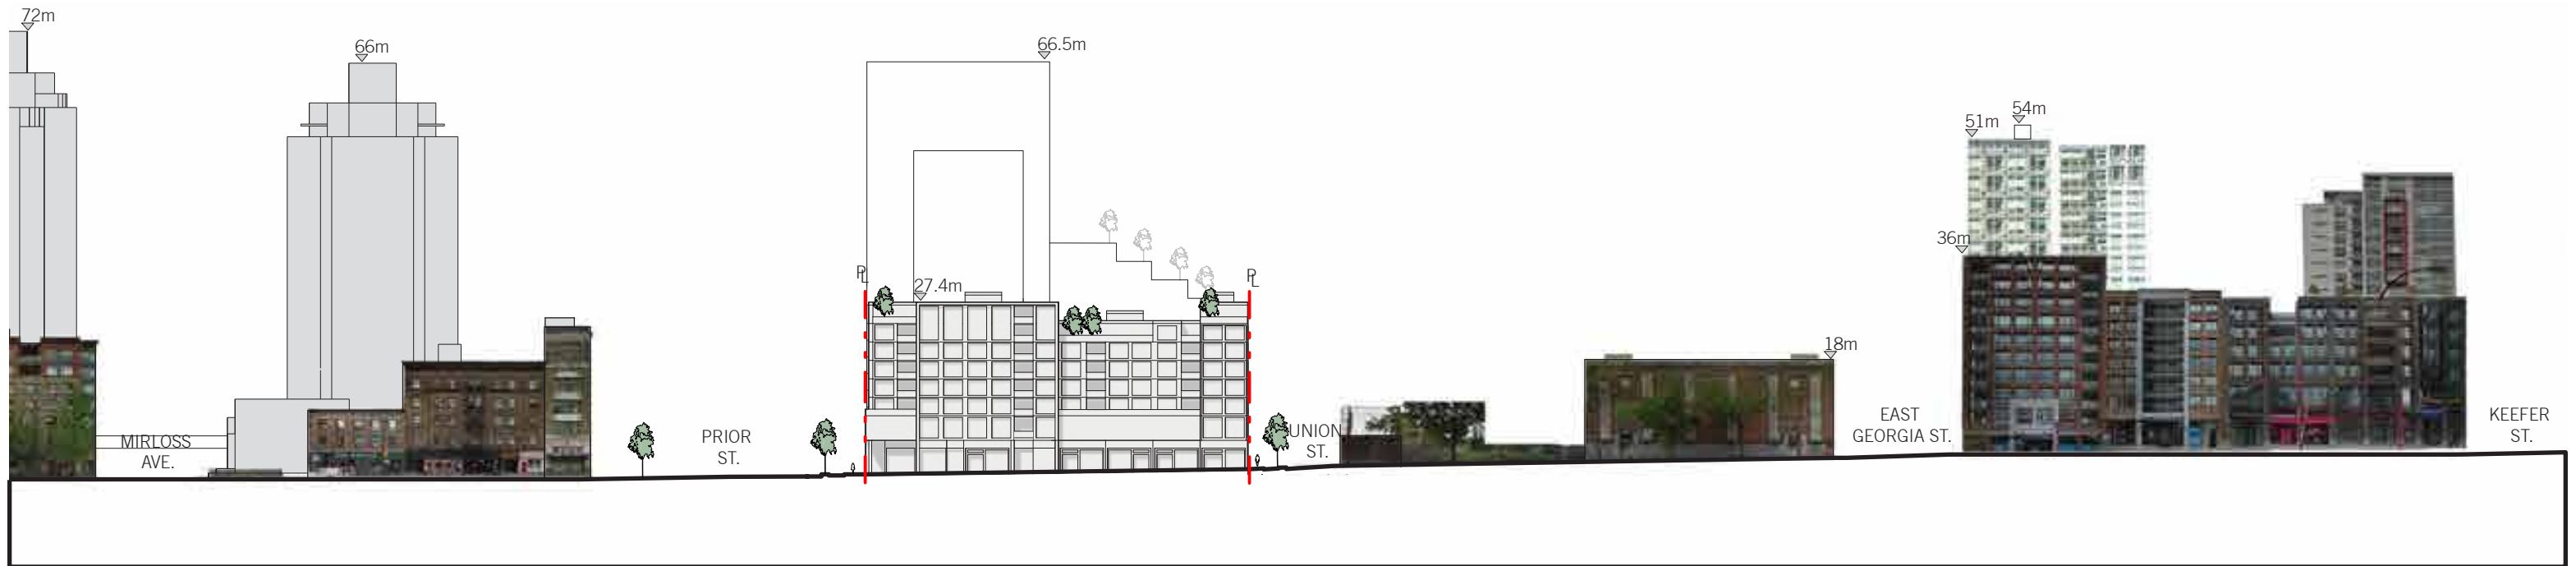 72m
66m
66.5m
54m
51m
36m
PL
PL
27.4m
18m
MIRLOSS
AVE.
PRIOR
ST.
UNION
ST.
EAST
GEORGIA ST.
KEEFER
ST.